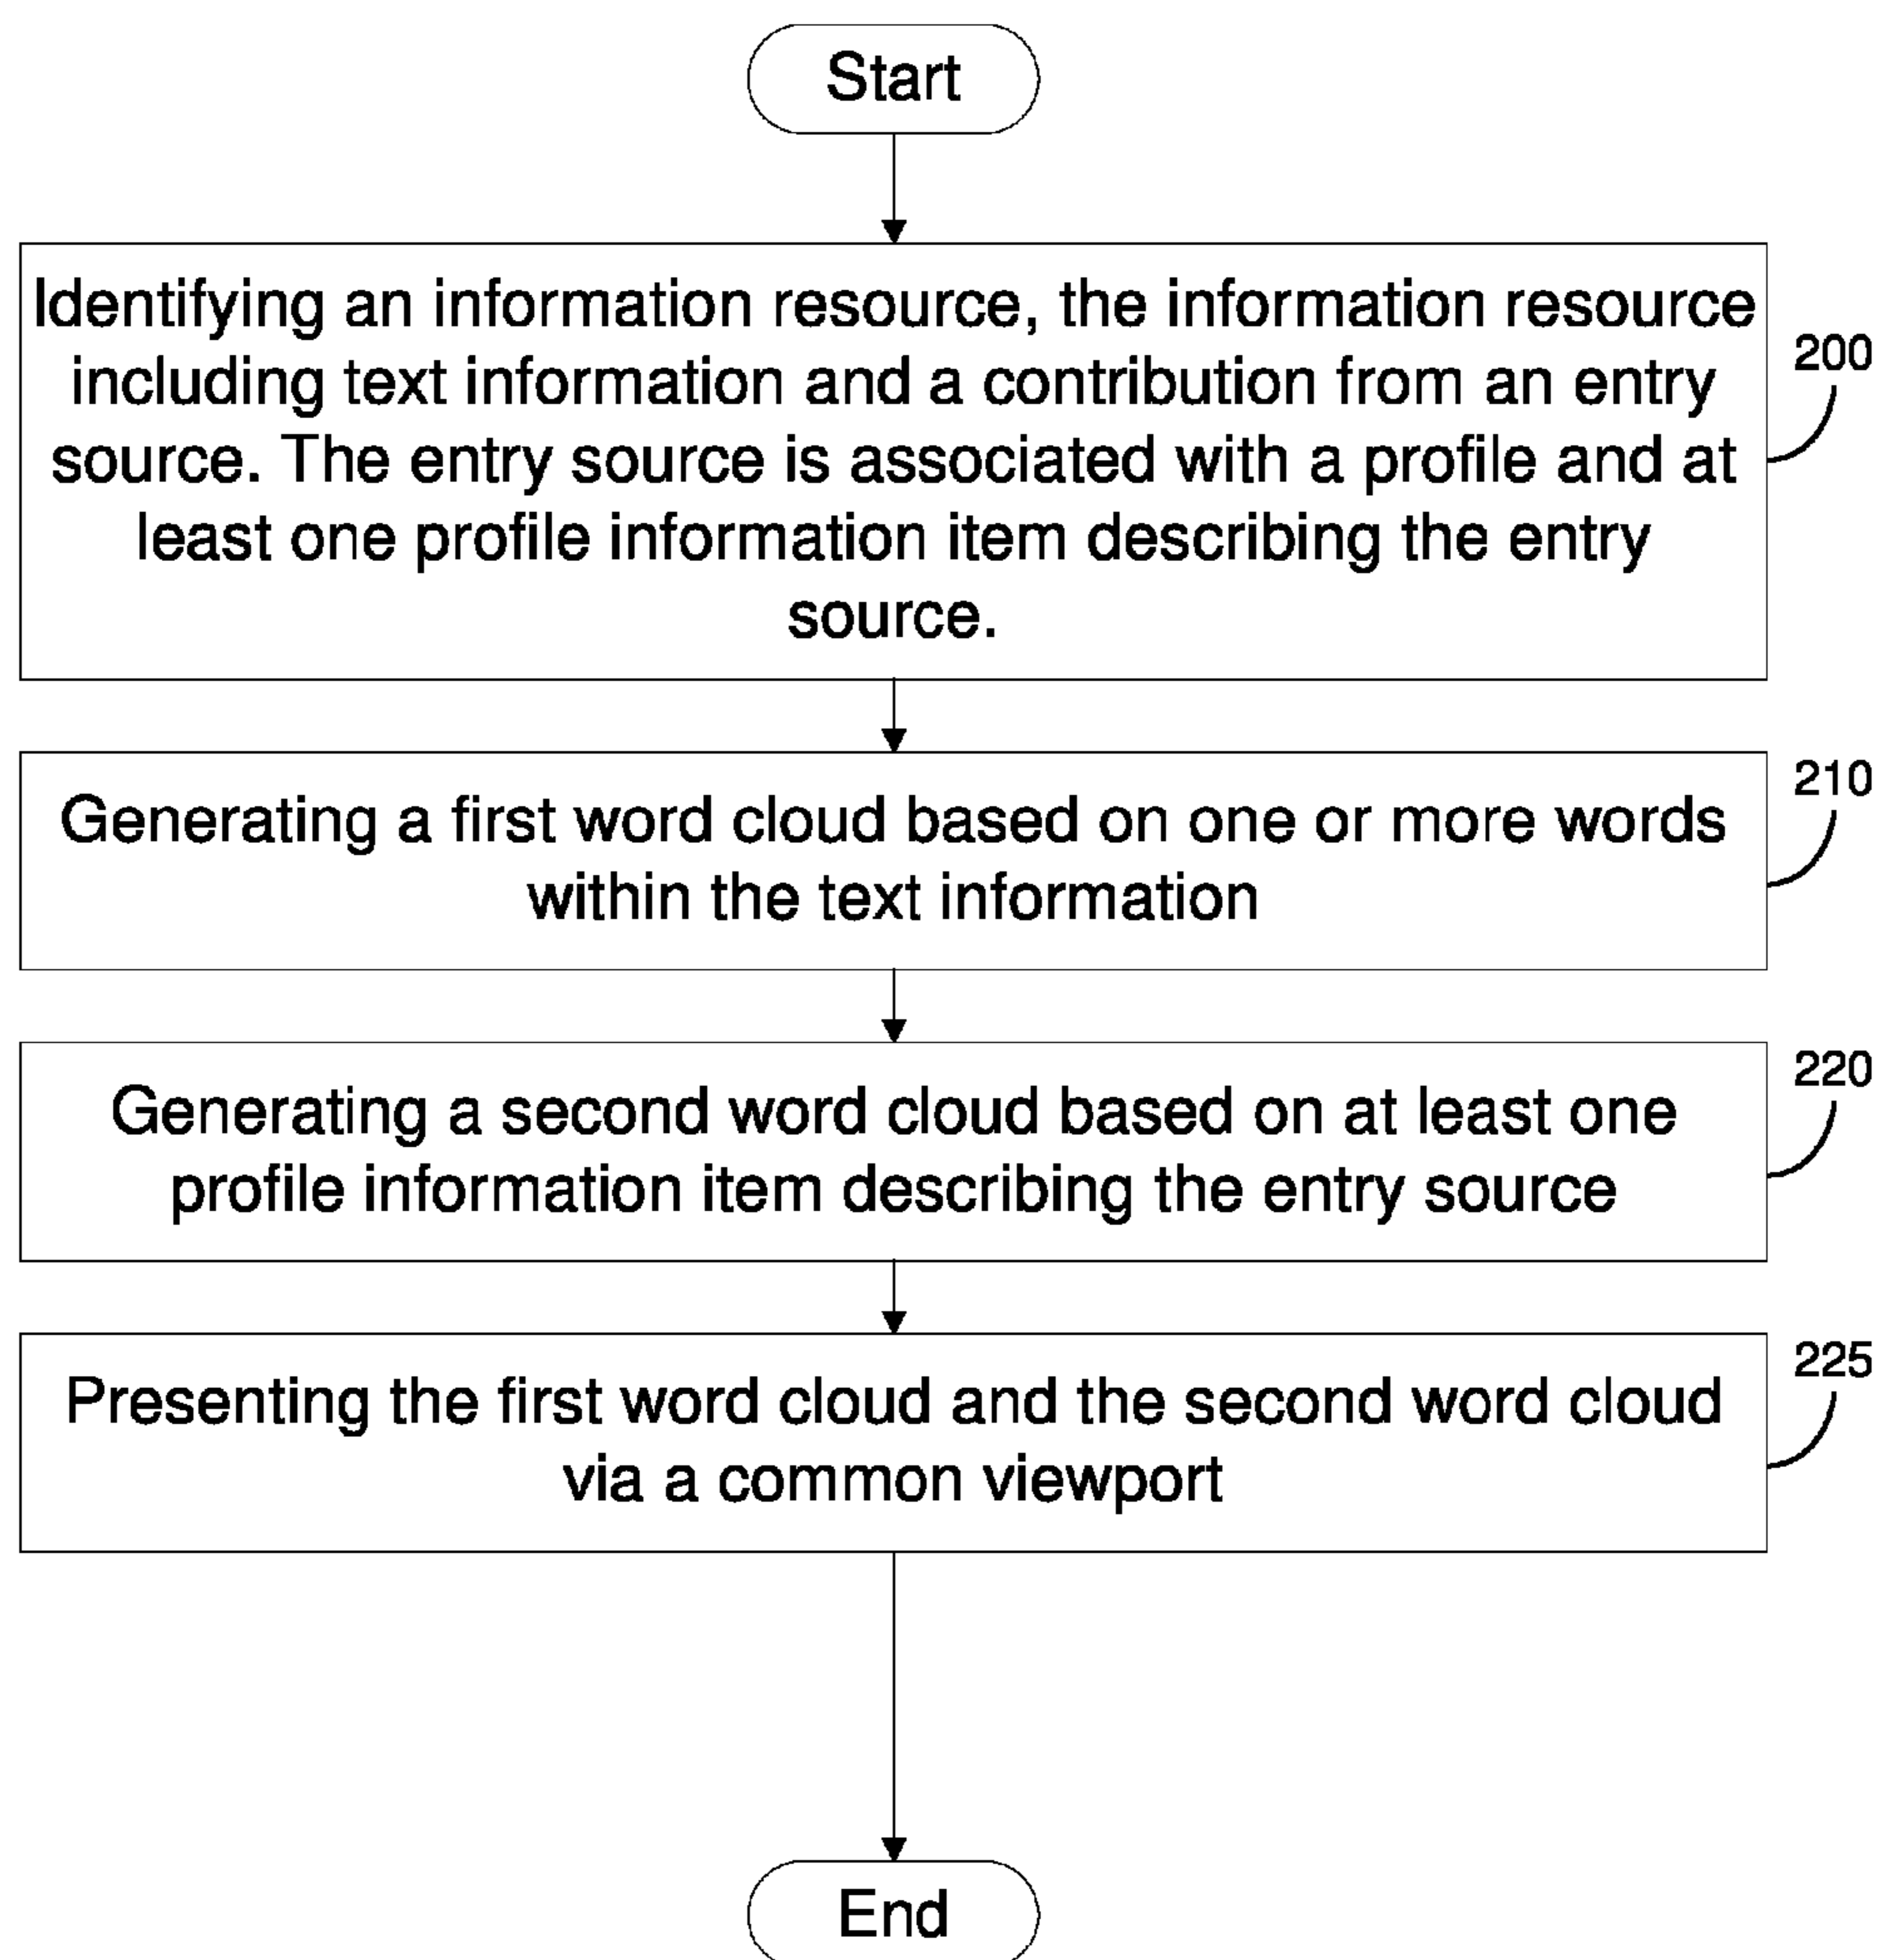 Start
Identifying an information resource, the information resource
including text information and a contribution from an entry
source. The entry source is associated with a profile and at
least one profile information item describing the entry
source.
200
Generating a first word cloud based on one or more words
within the text information
210
Generating a second word cloud based on at least one
profile information item describing the entry source
220
Presenting the first word cloud and the second word cloud
via a common viewport
225
End